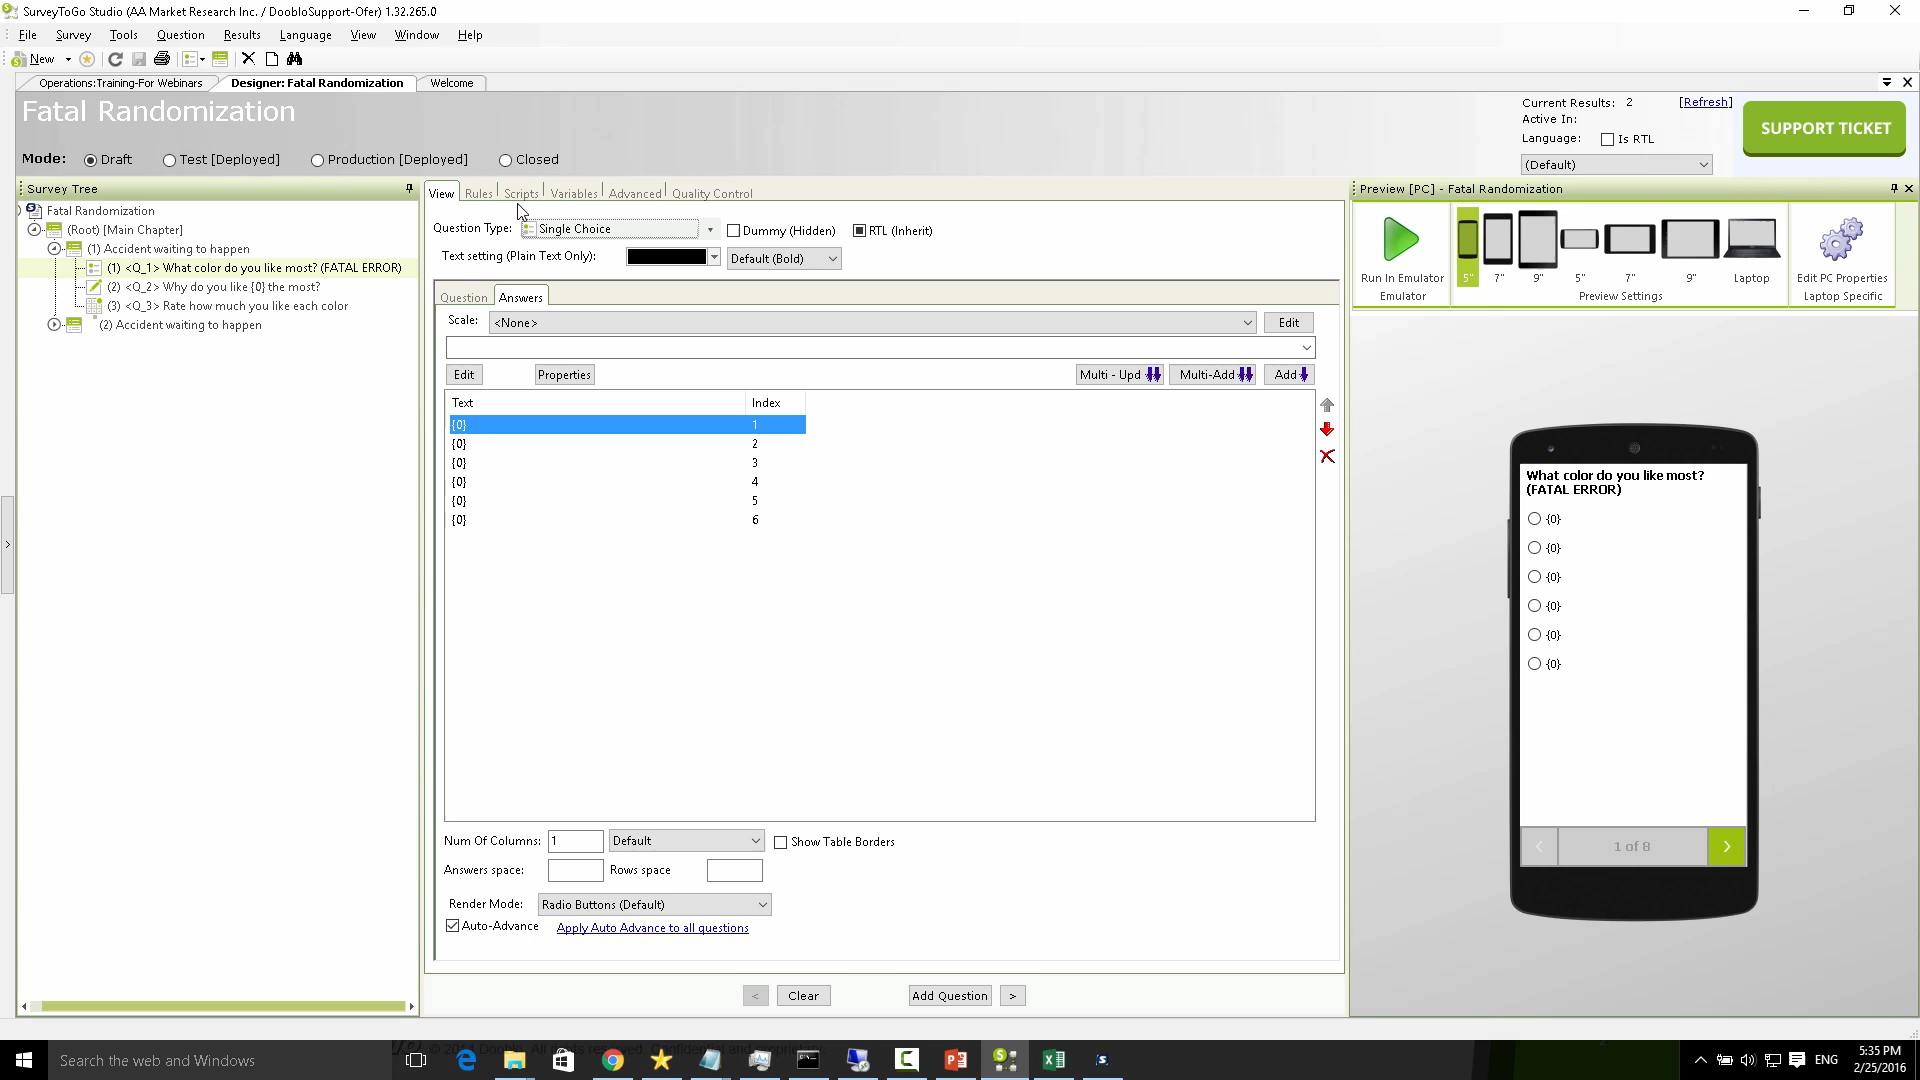 SurveyToGo Studio (AA Market Research Inc. / DoobloSupport-Ofer) 1.32.265.0
File Survey Tools Question Results Language View Window Help
New
Operations:Training-For Webinars Designer: Fatal Randomization Welcome
Fatal Randomization
Current Results: 2 [Refresh]
Active In:
Language: Is RTL
(Default)
SUPPORT TICKET
Mode: Draft Test [Deployed] Production [Deployed] Closed
Survey Tree
Fatal Randomization
(Root) [Main Chapter]
(1) Accident waiting to happen
(1) <Q_1> What color do you like most? (FATAL ERROR)
(2) <Q_2> Why do you like {0} the most?
(3) <Q_3> Rate how much you like each color
(2) Accident waiting to happen
View Rules Scripts Variables Advanced Quality Control
Question Type: Single Choice Dummy (Hidden) RTL (Inherit)
Text setting (Plain Text Only): Default (Bold)
Question Answers
Scale: <None> Edit
Edit Properties Multi - Upd Multi-Add Add
Text Index
{0} 1
{0} 2
{0} 3
{0} 4
{0} 5
{0} 6
Num Of Columns: 1 Default Show Table Borders
Answers space: Rows space
Render Mode: Radio Buttons (Default)
Auto-Advance Apply Auto Advance to all questions
< Clear Add Question >
Preview [PC] - Fatal Randomization
Run In Emulator 5" 7" 9" 5" 7" 9" Laptop Edit PC Properties
Emulator Preview Settings Laptop Specific
What color do you like most?
(FATAL ERROR)
{0}
{0}
{0}
{0}
{0}
{0}
1 of 8
Search the web and Windows
ENG
5:35 PM
2/25/2016